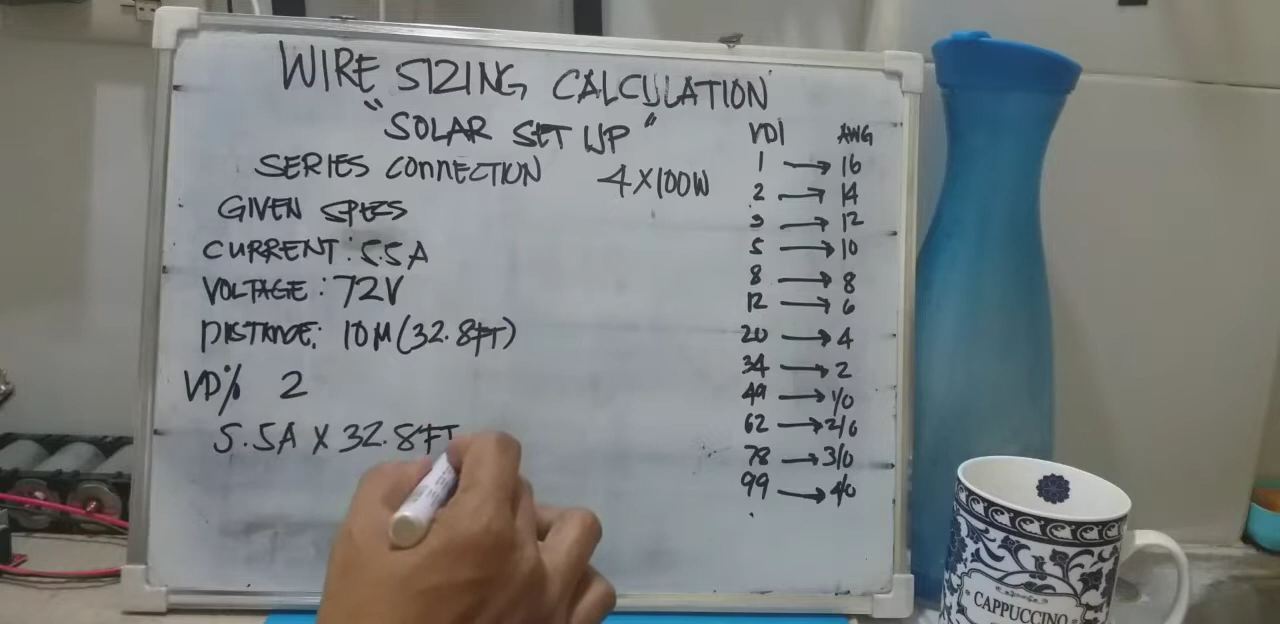 WIRE SIZING CALCULATION
"SOLAR SET UP"
SERIES CONNECTION 4X100W
GIVEN SPECS
CURRENT: 5.5A
VOLTAGE: 72V
DISTANCE: 10M (32.8FT)
VD% 2
5.5A X 32.8FT
VDI AWG
1 → 16
2 → 14
3 → 12
5 → 10
8 → 8
12 → 6
20 → 4
34 → 2
49 → 1/0
62 → 2/0
78 → 3/0
99 → 4/0
CAPPUCCINO